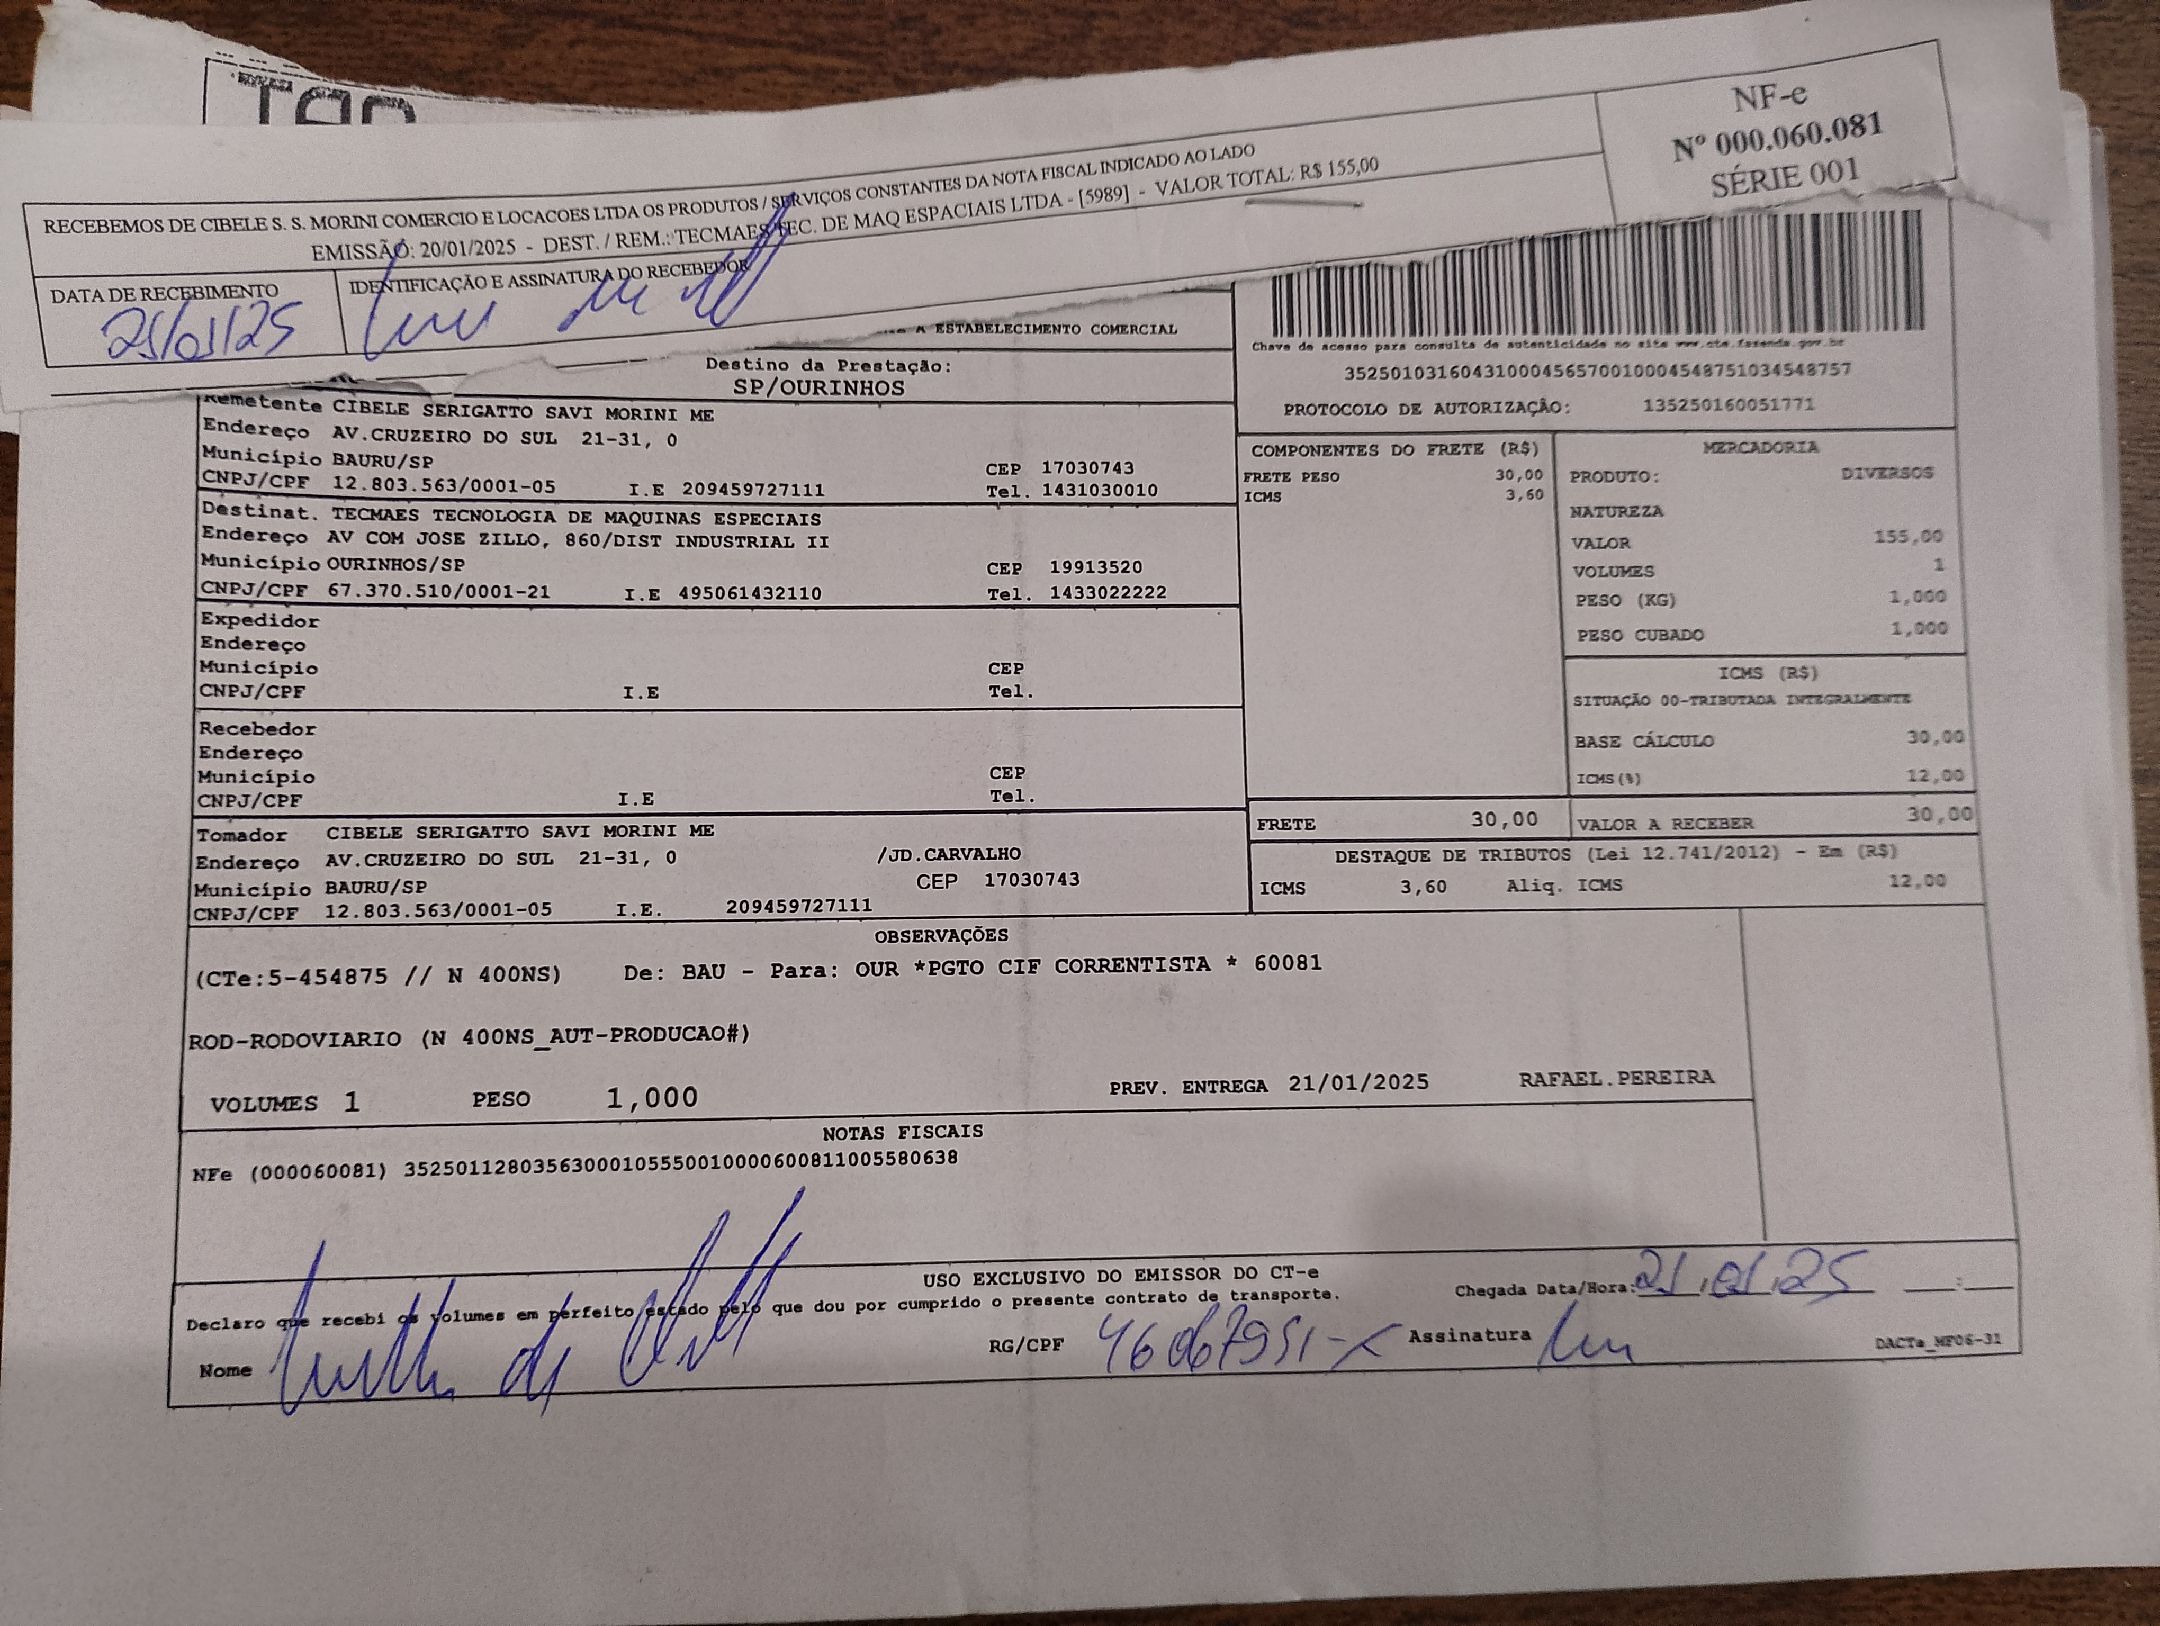 NF-e
Nº 000.060.081
SÉRIE 001
RECEBEMOS DE CIBELE S. S. MORINI COMERCIO E LOCACOES LTDA OS PRODUTOS / SERVIÇOS CONSTANTES DA NOTA FISCAL INDICADO AO LADO
EMISSÃO: 20/01/2025 - DEST. / REM.: TECMAES TEC. DE MAQ ESPACIAIS LTDA - [5989] - VALOR TOTAL: R$ 155,00
DATA DE RECEBIMENTO
21/01/25
IDENTIFICAÇÃO E ASSINATURA DO RECEBEDOR
A ESTABELECIMENTO COMERCIAL
Destino da Prestação:
SP/OURINHOS
Chave de acesso para consulta de autenticidade no site www.cte.fazenda.gov.br
35250103160431000456570010004548751034548757
PROTOCOLO DE AUTORIZAÇÃO: 135250160051771
Remetente CIBELE SERIGATTO SAVI MORINI ME
Endereço AV.CRUZEIRO DO SUL 21-31, 0
Município BAURU/SP CEP 17030743
CNPJ/CPF 12.803.563/0001-05 I.E 209459727111 Tel. 1431030010
Destinat. TECMAES TECNOLOGIA DE MAQUINAS ESPECIAIS
Endereço AV COM JOSE ZILLO, 860/DIST INDUSTRIAL II
Município OURINHOS/SP CEP 19913520
CNPJ/CPF 67.370.510/0001-21 I.E 495061432110 Tel. 1433022222
Expedidor
Endereço
Município CEP
CNPJ/CPF I.E Tel.
Recebedor
Endereço
Município CEP
CNPJ/CPF I.E Tel.
Tomador CIBELE SERIGATTO SAVI MORINI ME
Endereço AV.CRUZEIRO DO SUL 21-31, 0 /JD.CARVALHO
Município BAURU/SP CEP 17030743
CNPJ/CPF 12.803.563/0001-05 I.E. 209459727111
COMPONENTES DO FRETE (R$)
FRETE PESO 30,00
ICMS 3,60
MERCADORIA
PRODUTO: DIVERSOS
NATUREZA
VALOR 155,00
VOLUMES 1
PESO (KG) 1,000
PESO CUBADO 1,000
ICMS (R$)
SITUAÇÃO 00-TRIBUTADA INTEGRALMENTE
BASE CÁLCULO 30,00
ICMS(%) 12,00
FRETE 30,00 VALOR A RECEBER 30,00
DESTAQUE DE TRIBUTOS (Lei 12.741/2012) - Em (R$)
ICMS 3,60 Aliq. ICMS 12,00
OBSERVAÇÕES
(CTe:5-454875 // N 400NS) De: BAU - Para: OUR *PGTO CIF CORRENTISTA * 60081
ROD-RODOVIARIO (N 400NS_AUT-PRODUCAO#)
VOLUMES 1 PESO 1,000 PREV. ENTREGA 21/01/2025 RAFAEL.PEREIRA
NOTAS FISCAIS
NFe (000060081) 35250112803563000105550010000600811005580638
USO EXCLUSIVO DO EMISSOR DO CT-e
Declaro que recebi os volumes em perfeito estado pelo que dou por cumprido o presente contrato de transporte.
Chegada Data/Hora: 21.01.25 __:__
Nome
RG/CPF
Assinatura
DACTe_MF06-31